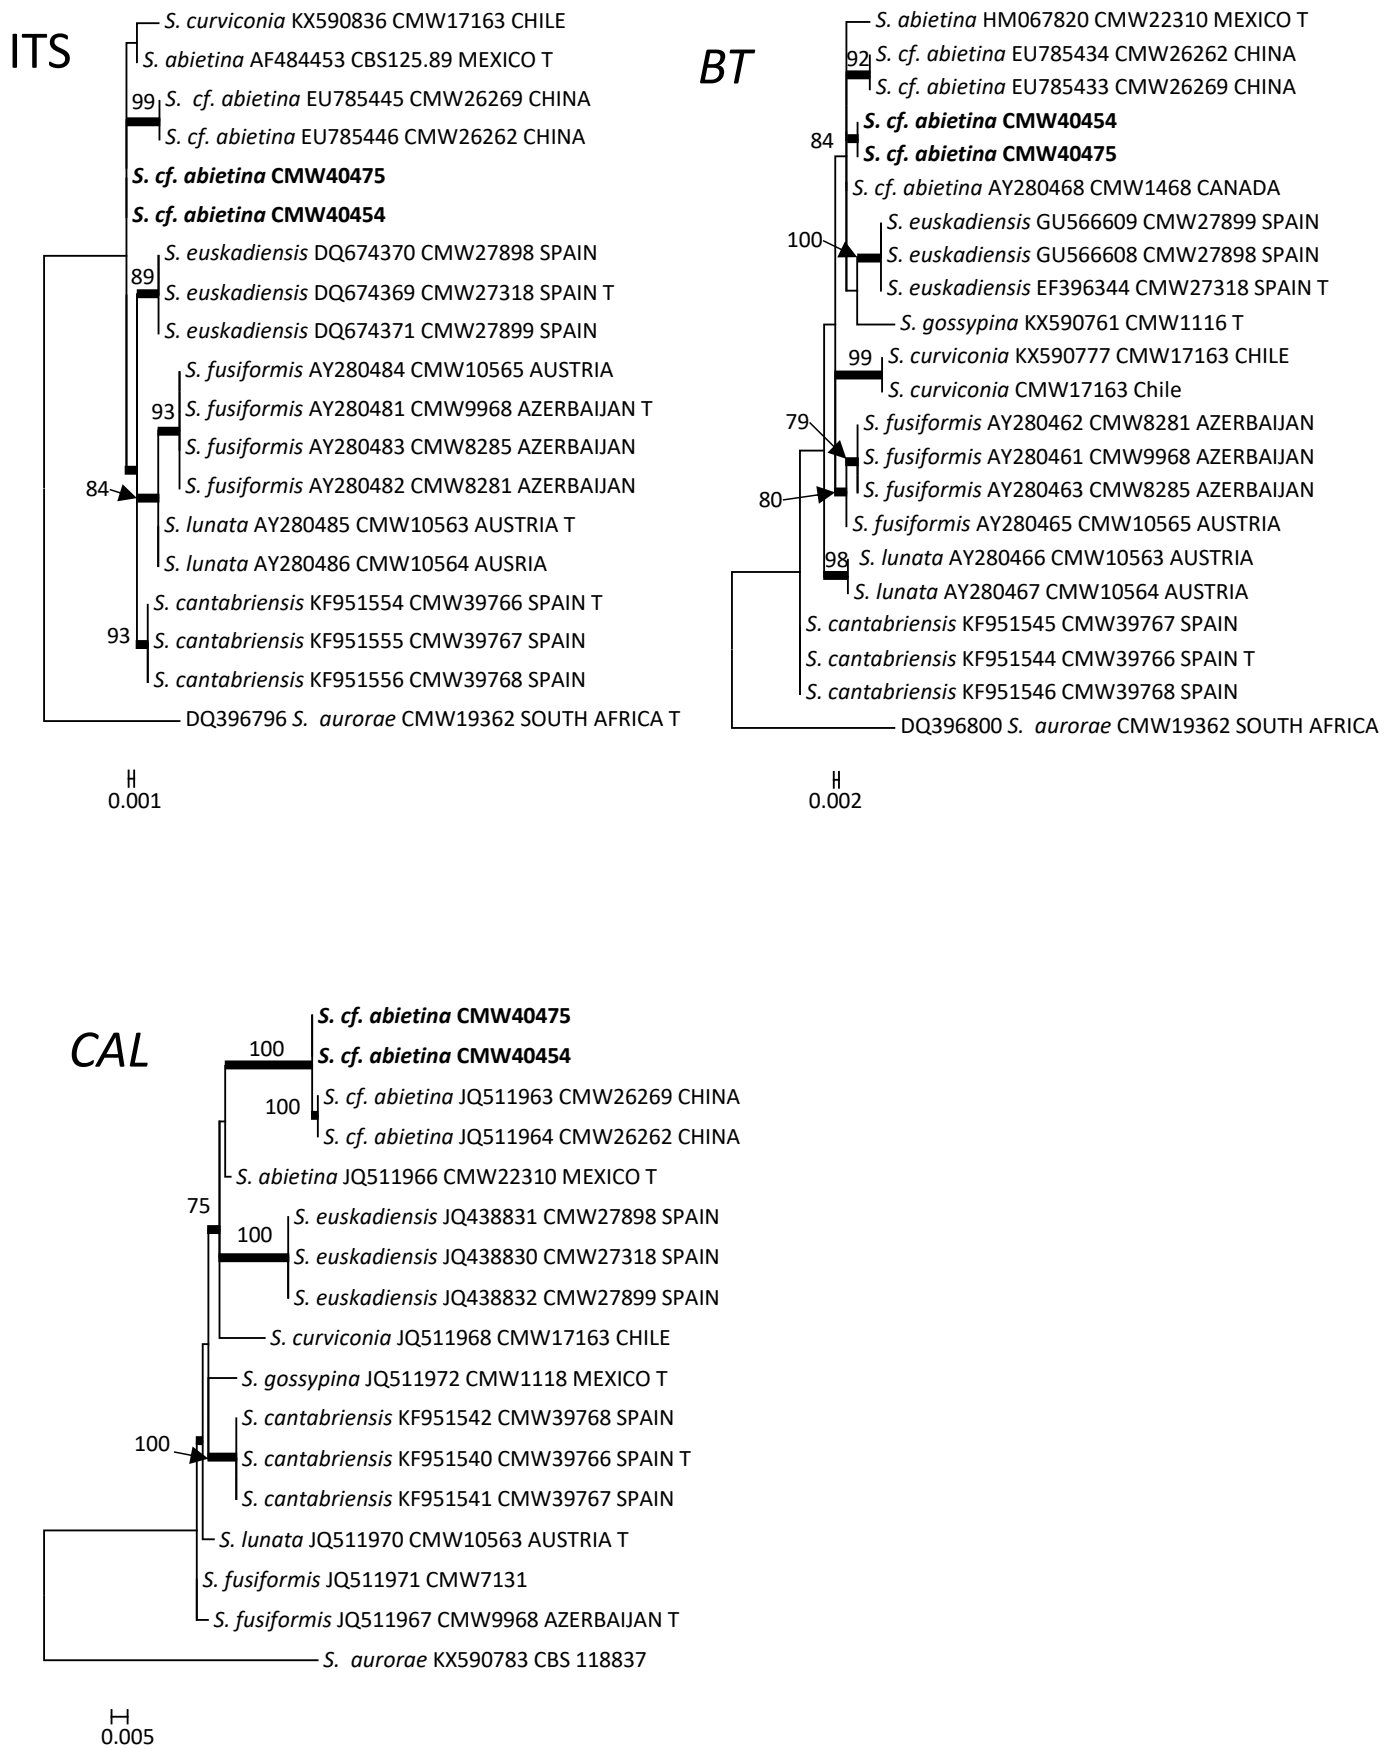 ITS
S. curviconia KX590836 CMW17163 CHILE
S. abietina AF484453 CBS125.89 MEXICO T
99
S. cf. abietina EU785445 CMW26269 CHINA
S. cf. abietina EU785446 CMW26262 CHINA
S. cf. abietina CMW40475
S. cf. abietina CMW40454
S. euskadiensis DQ674370 CMW27898 SPAIN
89
S. euskadiensis DQ674369 CMW27318 SPAIN T
S. euskadiensis DQ674371 CMW27899 SPAIN
S. fusiformis AY280484 CMW10565 AUSTRIA
93
S. fusiformis AY280481 CMW9968 AZERBAIJAN T
S. fusiformis AY280483 CMW8285 AZERBAIJAN
84
S. fusiformis AY280482 CMW8281 AZERBAIJAN
S. lunata AY280485 CMW10563 AUSTRIA T
S. lunata AY280486 CMW10564 AUSRIA
S. cantabriensis KF951554 CMW39766 SPAIN T
93
S. cantabriensis KF951555 CMW39767 SPAIN
S. cantabriensis KF951556 CMW39768 SPAIN
DQ396796 S. aurorae CMW19362 SOUTH AFRICA T
0.001
BT
S. abietina HM067820 CMW22310 MEXICO T
92
S. cf. abietina EU785434 CMW26262 CHINA
S. cf. abietina EU785433 CMW26269 CHINA
S. cf. abietina CMW40454
84
S. cf. abietina CMW40475
S. cf. abietina AY280468 CMW1468 CANADA
S. euskadiensis GU566609 CMW27899 SPAIN
100
S. euskadiensis GU566608 CMW27898 SPAIN
S. euskadiensis EF396344 CMW27318 SPAIN T
S. gossypina KX590761 CMW1116 T
99
S. curviconia KX590777 CMW17163 CHILE
S. curviconia CMW17163 Chile
79
S. fusiformis AY280462 CMW8281 AZERBAIJAN
S. fusiformis AY280461 CMW9968 AZERBAIJAN
80
S. fusiformis AY280463 CMW8285 AZERBAIJAN
S. fusiformis AY280465 CMW10565 AUSTRIA
98
S. lunata AY280466 CMW10563 AUSTRIA
S. lunata AY280467 CMW10564 AUSTRIA
S. cantabriensis KF951545 CMW39767 SPAIN
S. cantabriensis KF951544 CMW39766 SPAIN T
S. cantabriensis KF951546 CMW39768 SPAIN
DQ396800 S. aurorae CMW19362 SOUTH AFRICA
0.002
CAL
S. cf. abietina CMW40475
100
S. cf. abietina CMW40454
100
S. cf. abietina JQ511963 CMW26269 CHINA
S. cf. abietina JQ511964 CMW26262 CHINA
S. abietina JQ511966 CMW22310 MEXICO T
75
S. euskadiensis JQ438831 CMW27898 SPAIN
100
S. euskadiensis JQ438830 CMW27318 SPAIN
S. euskadiensis JQ438832 CMW27899 SPAIN
S. curviconia JQ511968 CMW17163 CHILE
S. gossypina JQ511972 CMW1118 MEXICO T
S. cantabriensis KF951542 CMW39768 SPAIN
100
S. cantabriensis KF951540 CMW39766 SPAIN T
S. cantabriensis KF951541 CMW39767 SPAIN
S. lunata JQ511970 CMW10563 AUSTRIA T
S. fusiformis JQ511971 CMW7131
S. fusiformis JQ511967 CMW9968 AZERBAIJAN T
S. aurorae KX590783 CBS 118837
0.005